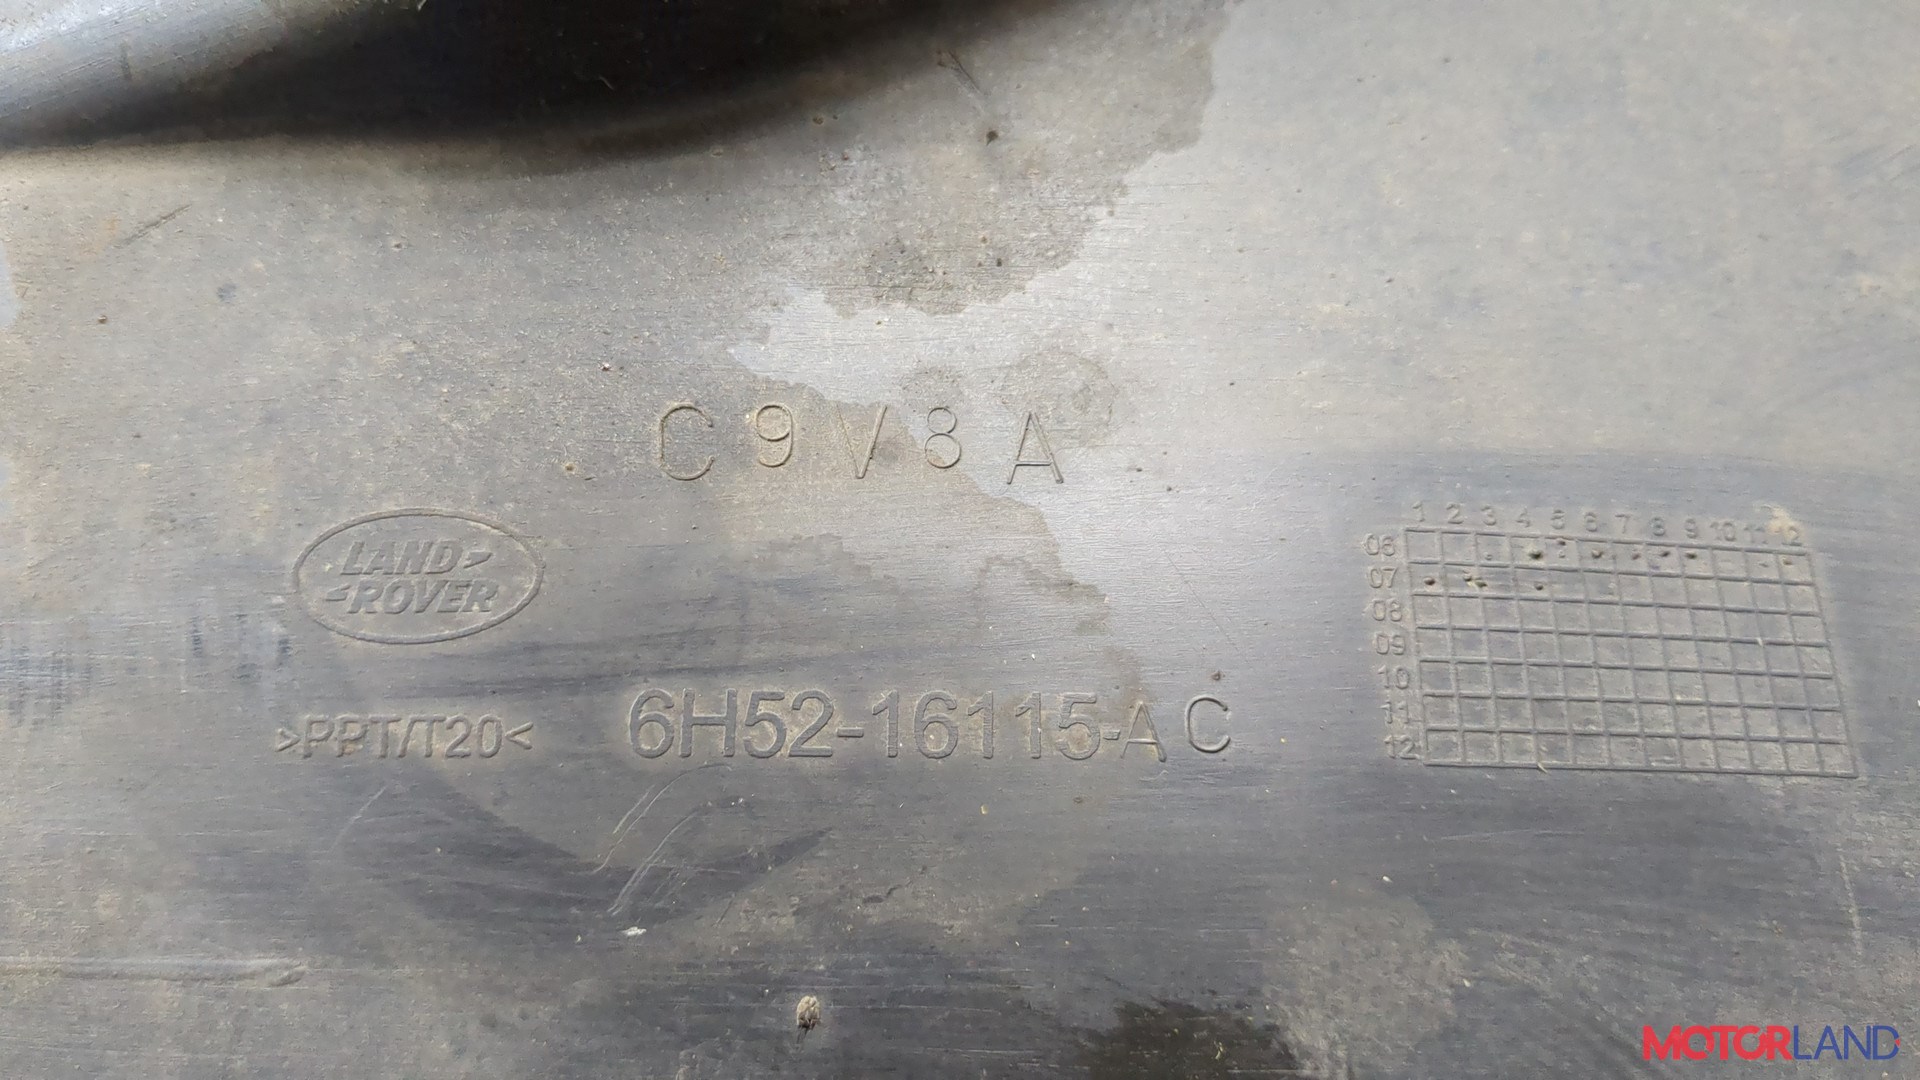 C9V8A
LAND
ROVER
>PPT/T20<
6H52-16115-AC
1 2 3 4 5 6 7 8 9 10 11 12
06
07
08
09
10
11
12
MOTORLAND